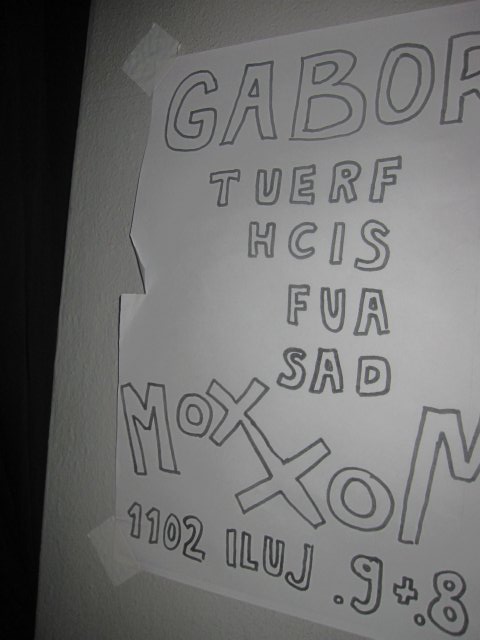 GABOR
TUERF
HCIS
FUA
SAD
MOXXOM
1102 ILUJ .9+.8